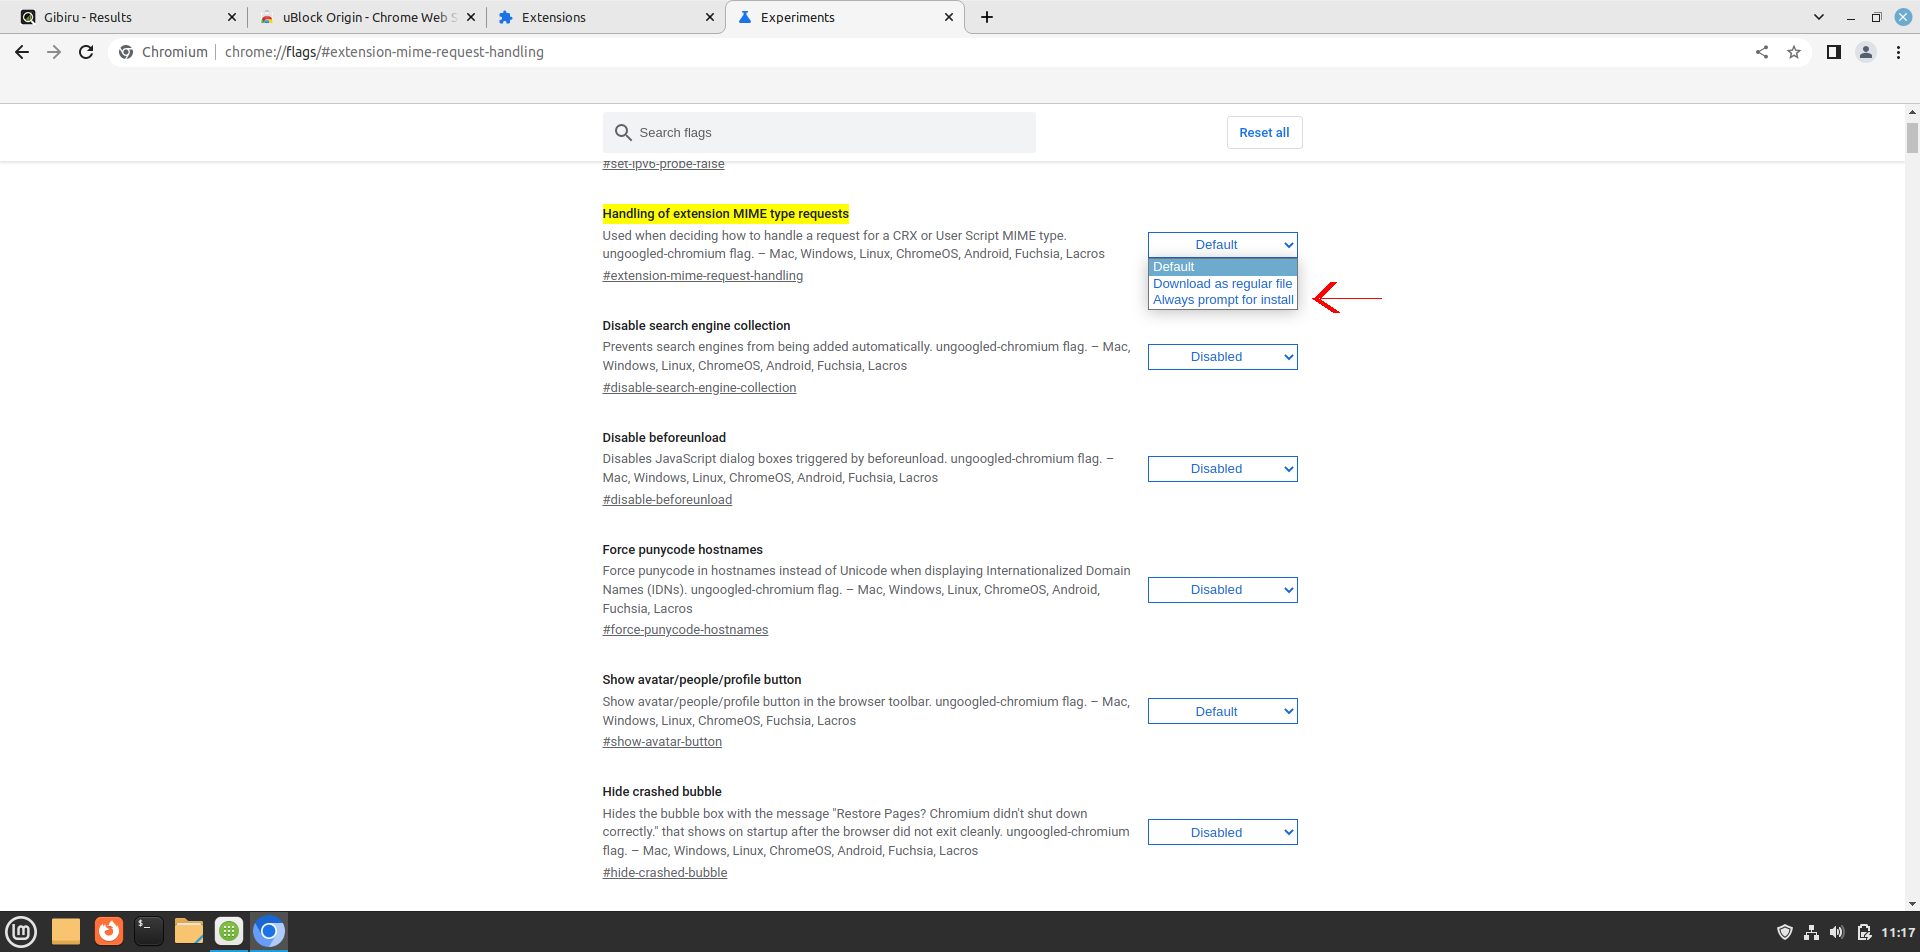 Gibiru - Results
uBlock Origin - Chrome Web S
Extensions
Experiments
Chromium
chrome://flags/#extension-mime-request-handling
Search flags
Reset all
#set-ipv6-probe-false
Handling of extension MIME type requests
Used when deciding how to handle a request for a CRX or User Script MIME type.
ungoogled-chromium flag. – Mac, Windows, Linux, ChromeOS, Android, Fuchsia, Lacros
#extension-mime-request-handling
Default
Default
Download as regular file
Always prompt for install
Disable search engine collection
Prevents search engines from being added automatically. ungoogled-chromium flag. – Mac,
Windows, Linux, ChromeOS, Android, Fuchsia, Lacros
#disable-search-engine-collection
Disabled
Disable beforeunload
Disables JavaScript dialog boxes triggered by beforeunload. ungoogled-chromium flag. –
Mac, Windows, Linux, ChromeOS, Android, Fuchsia, Lacros
#disable-beforeunload
Disabled
Force punycode hostnames
Force punycode in hostnames instead of Unicode when displaying Internationalized Domain
Names (IDNs). ungoogled-chromium flag. – Mac, Windows, Linux, ChromeOS, Android,
Fuchsia, Lacros
#force-punycode-hostnames
Disabled
Show avatar/people/profile button
Show avatar/people/profile button in the browser toolbar. ungoogled-chromium flag. – Mac,
Windows, Linux, ChromeOS, Fuchsia, Lacros
#show-avatar-button
Default
Hide crashed bubble
Hides the bubble box with the message "Restore Pages? Chromium didn't shut down
correctly." that shows on startup after the browser did not exit cleanly. ungoogled-chromium
flag. – Mac, Windows, Linux, ChromeOS, Android, Fuchsia, Lacros
#hide-crashed-bubble
Disabled
11:17